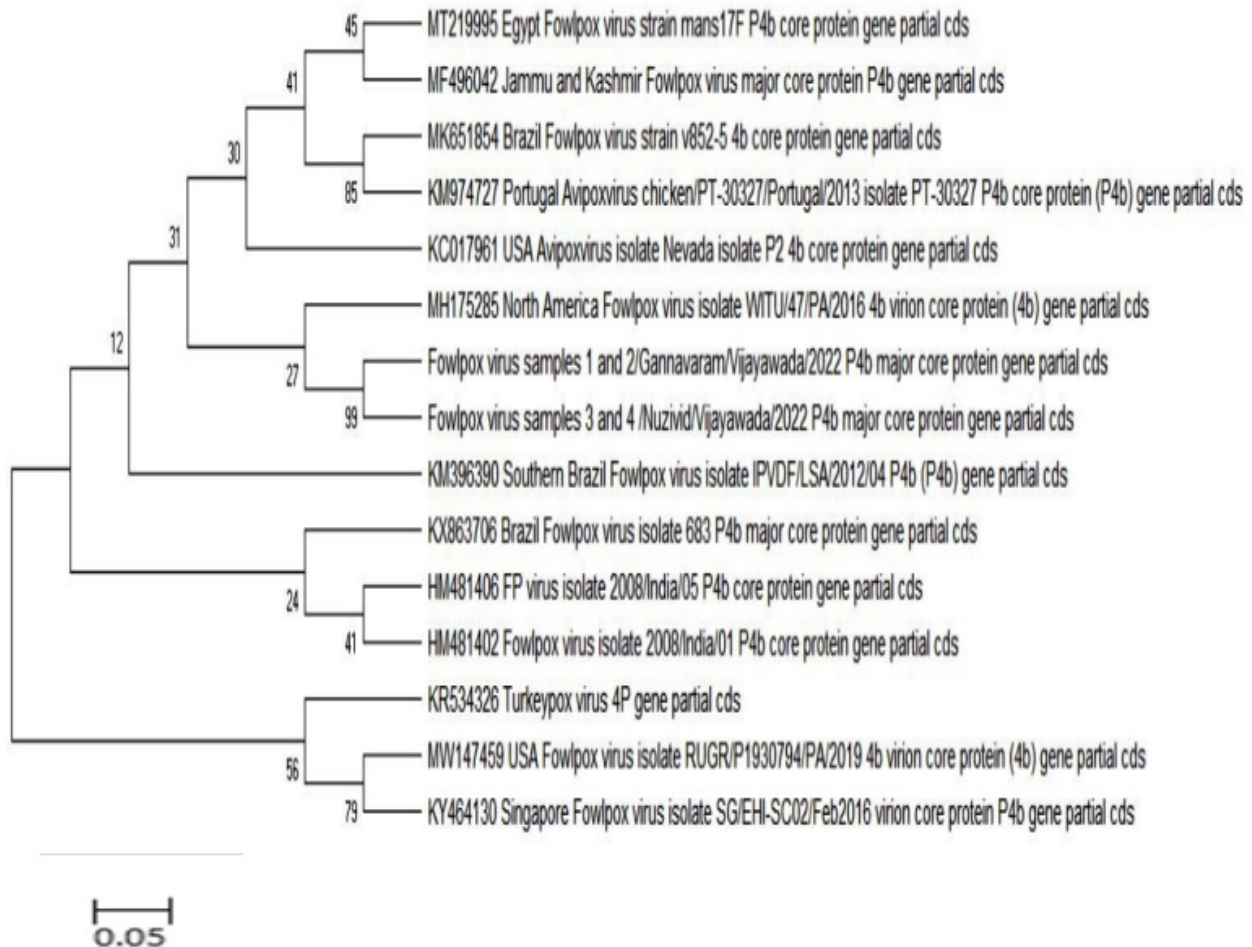 45
MT219995 Egypt Fowlpox virus strain mans17F P4b core protein gene partial cds
41
MF496042 Jammu and Kashmir Fowlpox virus major core protein P4b gene partial cds
MK651854 Brazil Fowlpox virus strain v852-5 4b core protein gene partial cds
30
85
KM974727 Portugal Avipoxvirus chicken/PT-30327/Portugal/2013 isolate PT-30327 P4b core protein (P4b) gene partial cds
31
KC017961 USA Avipoxvirus isolate Nevada isolate P2 4b core protein gene partial cds
MH175285 North America Fowlpox virus isolate WITU/47/PA/2016 4b virion core protein (4b) gene partial cds
12
27
Fowlpox virus samples 1 and 2/Gannavaram/Vijayawada/2022 P4b major core protein gene partial cds
99
Fowlpox virus samples 3 and 4 /Nuzivid/Vijayawada/2022 P4b major core protein gene partial cds
KM396390 Southern Brazil Fowlpox virus isolate IPVDF/LSA/2012/04 P4b (P4b) gene partial cds
KX863706 Brazil Fowlpox virus isolate 683 P4b major core protein gene partial cds
24
HM481406 FP virus isolate 2008/India/05 P4b core protein gene partial cds
41
HM481402 Fowlpox virus isolate 2008/India/01 P4b core protein gene partial cds
KR534326 Turkeypox virus 4P gene partial cds
56
MW147459 USA Fowlpox virus isolate RUGR/P1930794/PA/2019 4b virion core protein (4b) gene partial cds
79
KY464130 Singapore Fowlpox virus isolate SG/EHI-SC02/Feb2016 virion core protein P4b gene partial cds
0.05